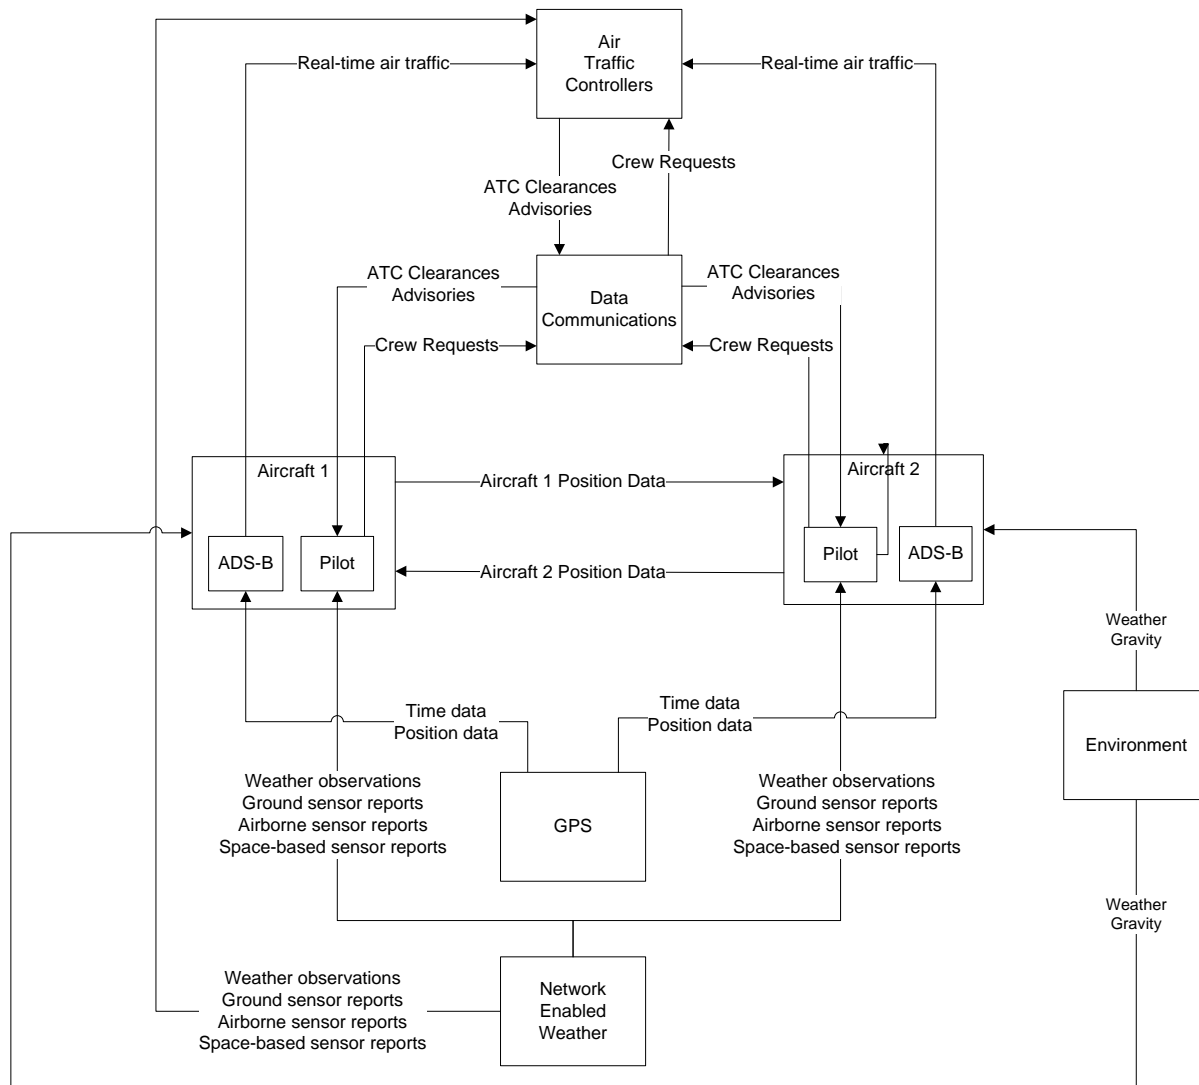 Air
Traffic
Controllers
Real-time air traffic
Real-time air traffic
Crew Requests
ATC Clearances
Advisories
ATC Clearances
Advisories
Data
Communications
ATC Clearances
Advisories
Crew Requests
Crew Requests
Aircraft 1
Aircraft 1 Position Data
Aircraft 2
ADS-B
Pilot
Pilot
ADS-B
Aircraft 2 Position Data
Weather
Gravity
Time data
Position data
Time data
Position data
Environment
Weather observations
Ground sensor reports
Airborne sensor reports
Space-based sensor reports
GPS
Weather observations
Ground sensor reports
Airborne sensor reports
Space-based sensor reports
Weather
Gravity
Weather observations
Ground sensor reports
Airborne sensor reports
Space-based sensor reports
Network
Enabled
Weather